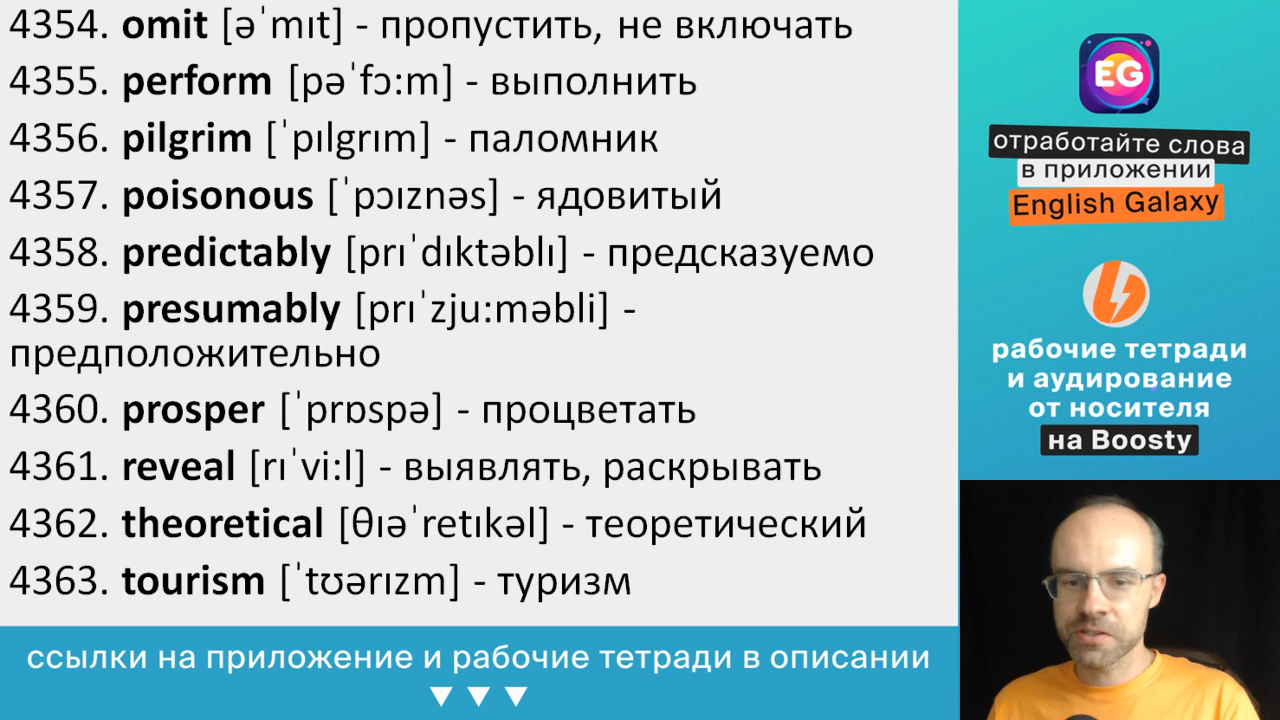 4354. omit [əˈmɪt] - пропустить, не включать
4355. perform [pəˈfɔ:m] - выполнить
4356. pilgrim [ˈpɪlgrɪm] - паломник
4357. poisonous [ˈpɔɪznəs] - ядовитый
4358. predictably [prɪˈdɪktəblɪ] - предсказуемо
4359. presumably [prɪˈzju:məbli] -
предположительно
4360. prosper [ˈprɒspə] - процветать
4361. reveal [rɪˈvi:l] - выявлять, раскрывать
4362. theoretical [θɪəˈretɪkəl] - теоретический
4363. tourism [ˈtʊərɪzm] - туризм
ссылки на приложение и рабочие тетради в описании
EG
отработайте слова
в приложении
English Galaxy
рабочие тетради
и аудирование
от носителя
на Boosty